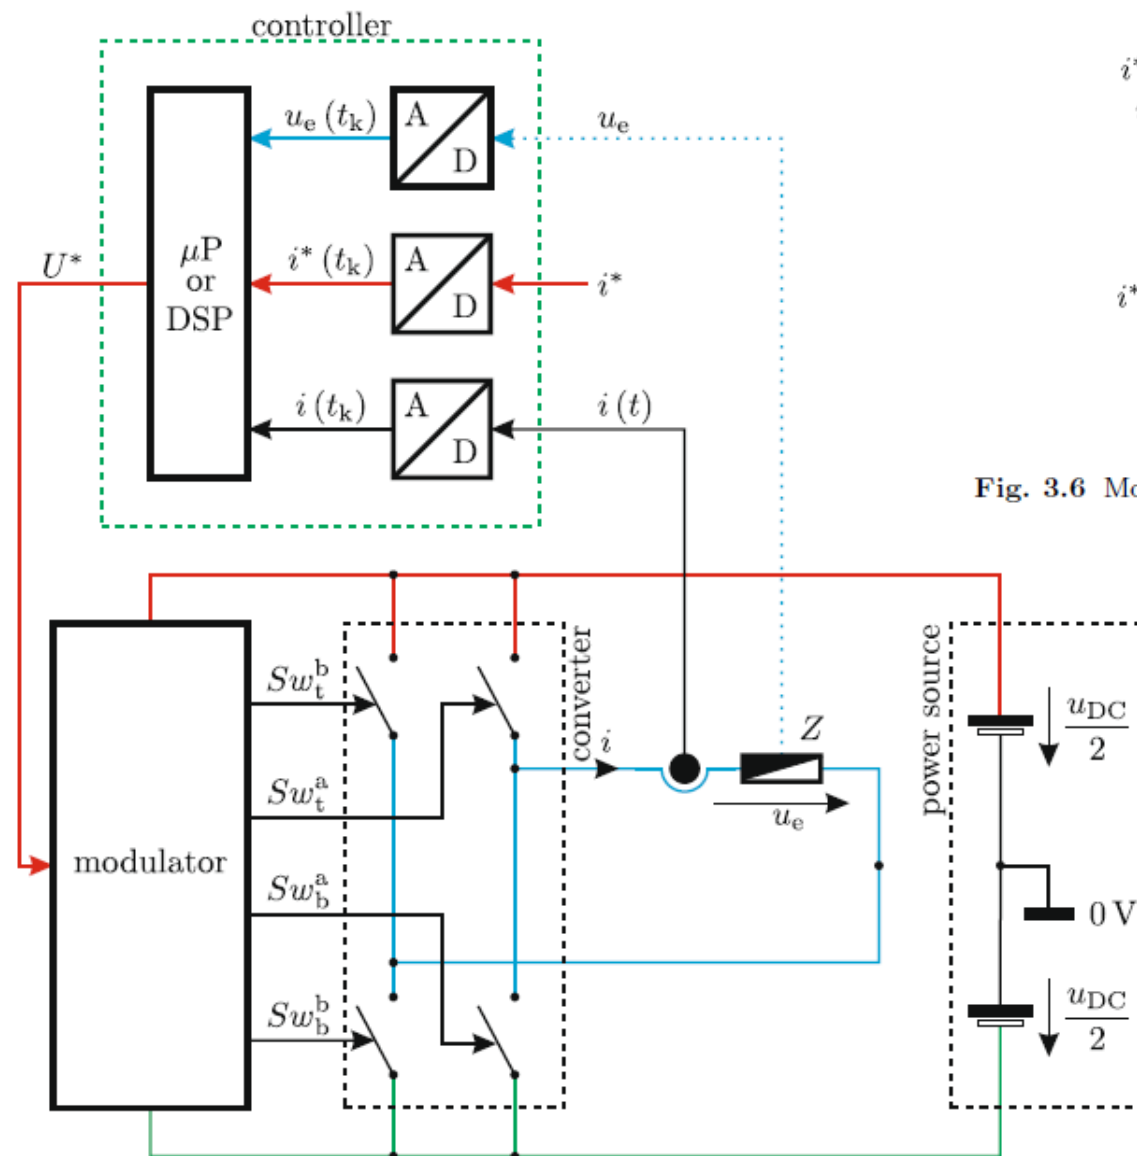 controller
i*
u_e (t_k)
A
D
u_e
U*
μP
or
DSP
i* (t_k)
A
D
i*
i*
i (t_k)
A
D
i (t)
Fig. 3.6 Mo
Sw_t^b
converter
i
Z
power source
u_DC
2
Sw_t^a
u_e
modulator
Sw_b^a
0 V
Sw_b^b
u_DC
2